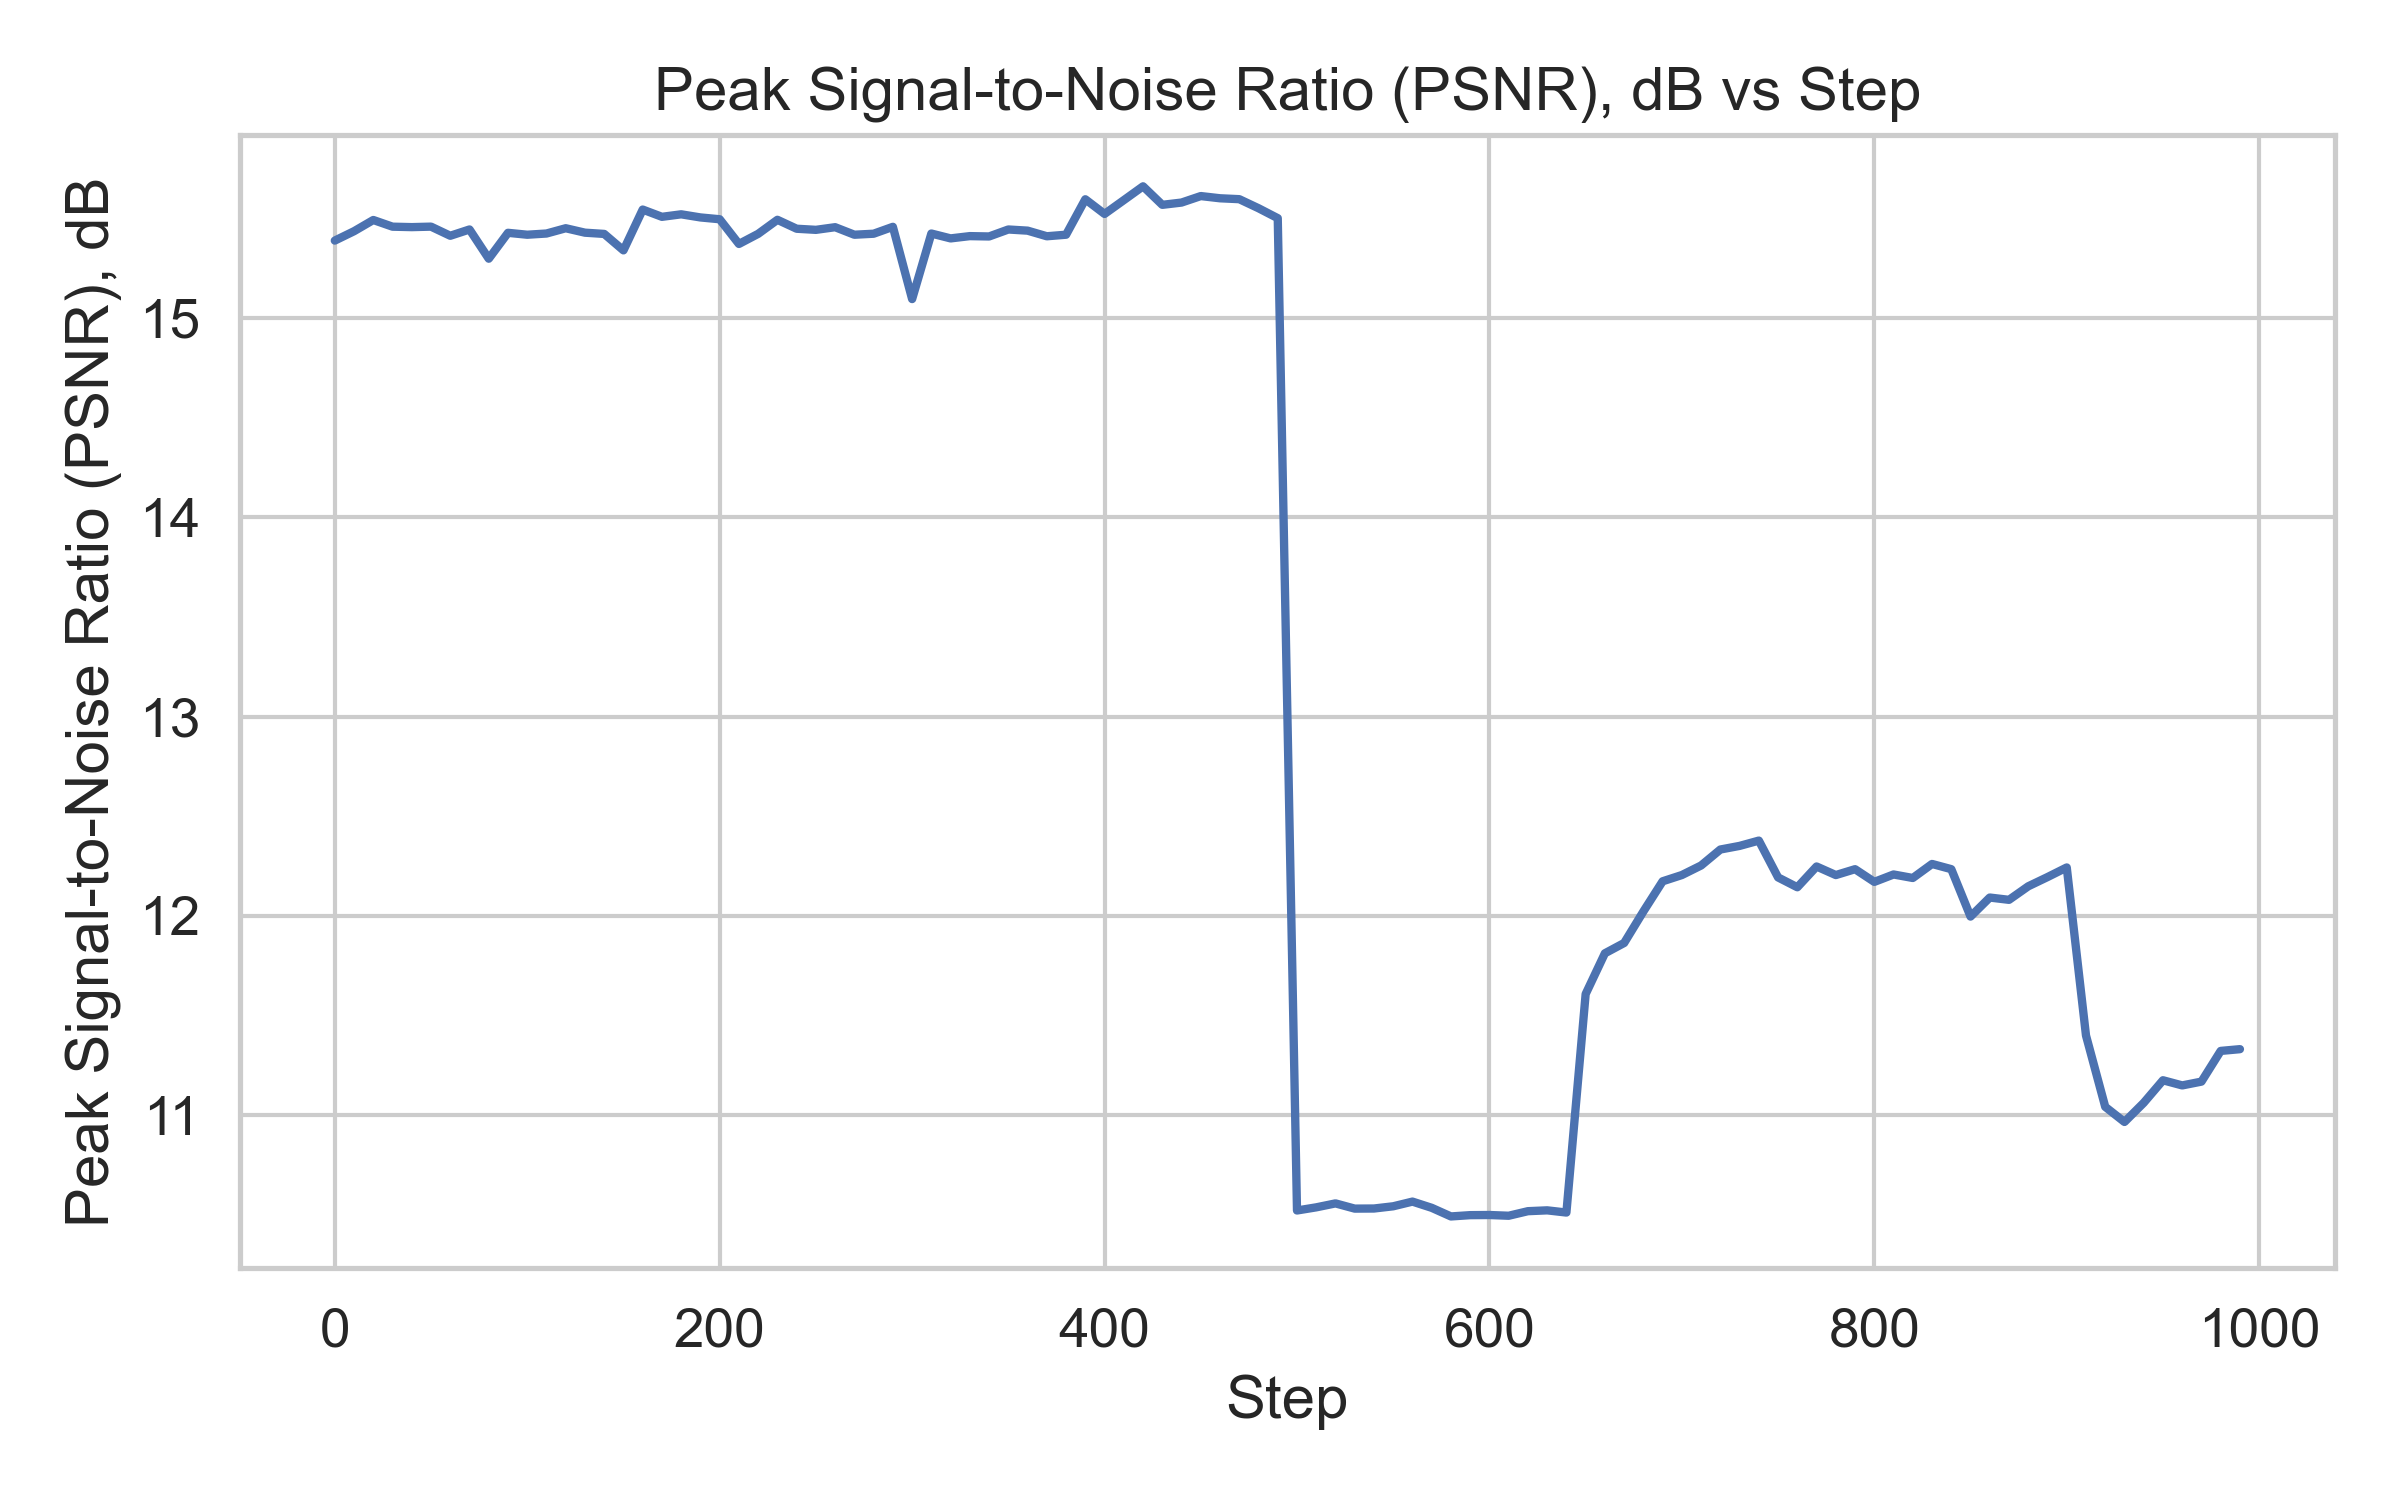 Peak Signal-to-Noise Ratio (PSNR), dB vs Step
Peak Signal-to-Noise Ratio (PSNR), dB
15
14
13
12
11
0 200 400 600 800 1000
Step